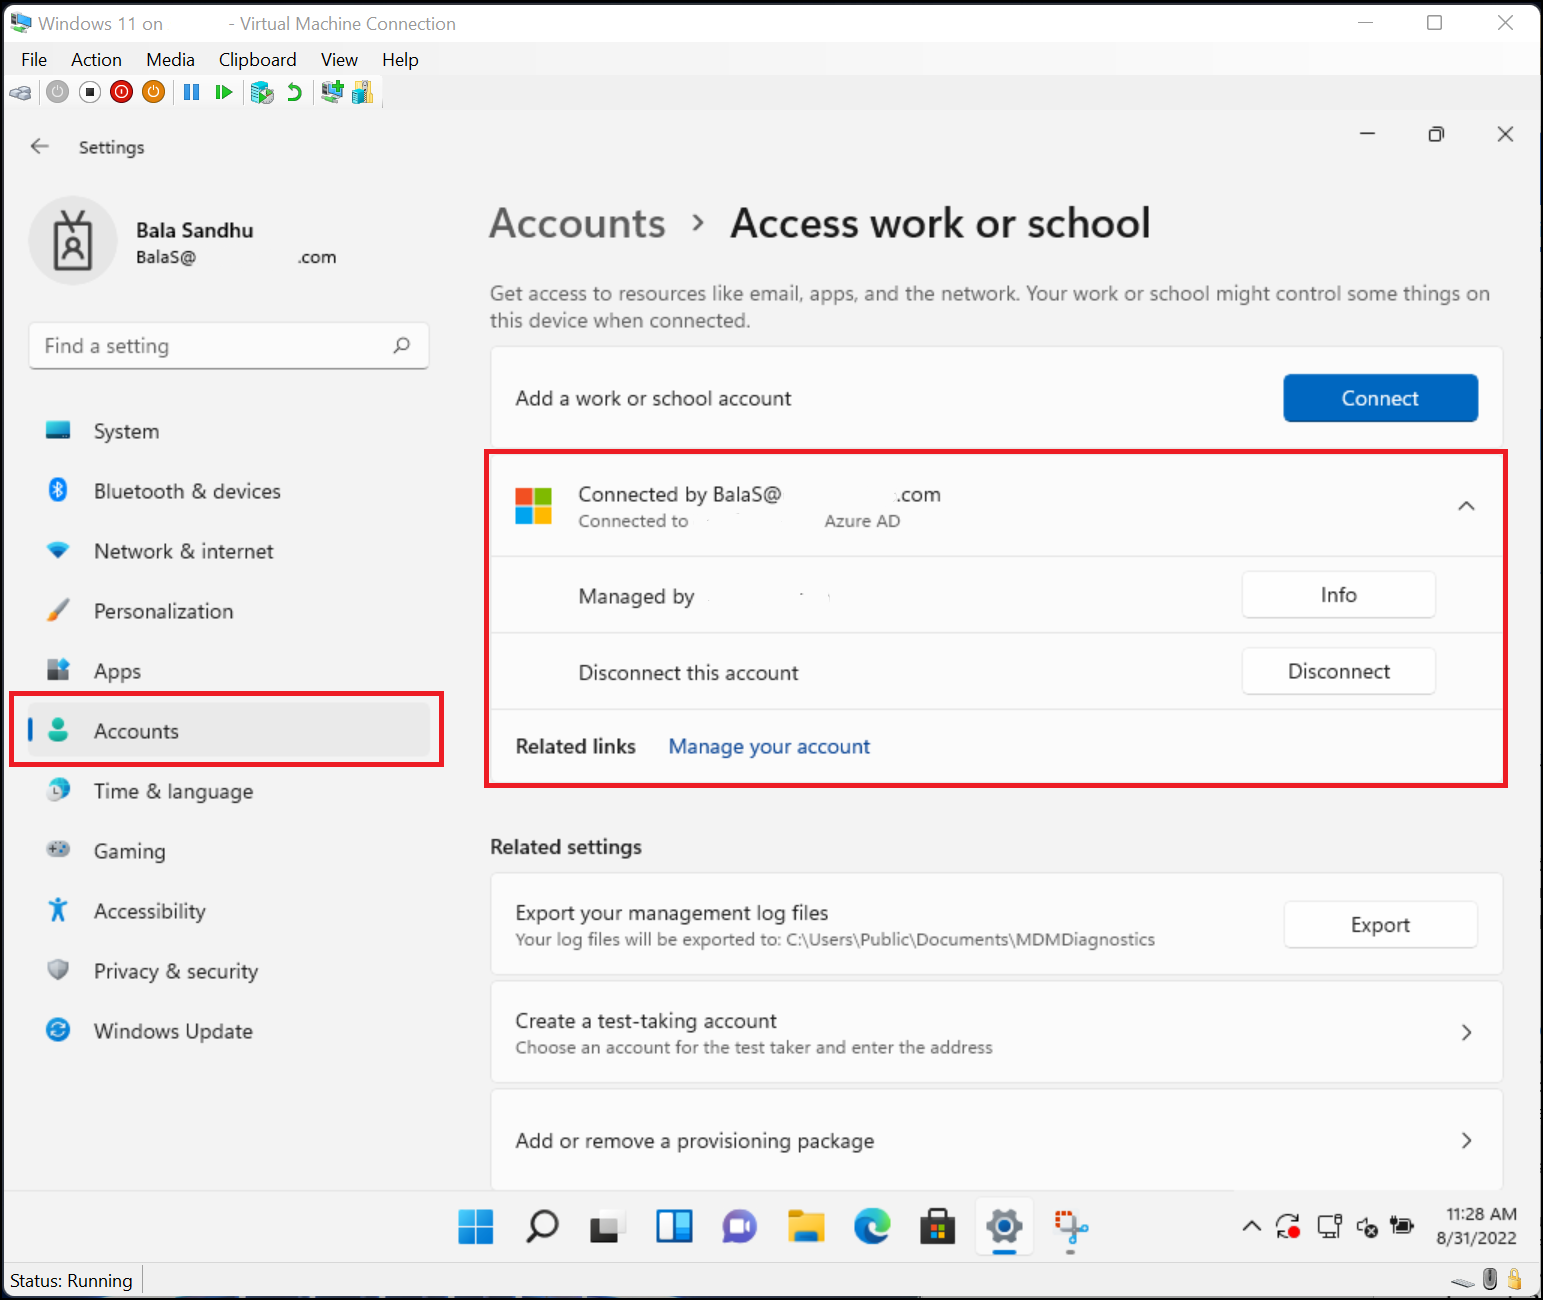 Windows 11 on - Virtual Machine Connection
File Action Media Clipboard View Help
Settings
Bala Sandhu
BalaS@ .com
Find a setting
System
Bluetooth & devices
Network & internet
Personalization
Apps
Accounts
Time & language
Gaming
Accessibility
Privacy & security
Windows Update
Accounts > Access work or school
Get access to resources like email, apps, and the network. Your work or school might control some things on
this device when connected.
Add a work or school account
Connect
Connected by BalaS@ .com
Connected to Azure AD
Managed by
Info
Disconnect this account
Disconnect
Related links Manage your account
Related settings
Export your management log files
Your log files will be exported to: C:\Users\Public\Documents\MDMDiagnostics
Export
Create a test-taking account
Choose an account for the test taker and enter the address
Add or remove a provisioning package
11:28 AM
8/31/2022
Status: Running